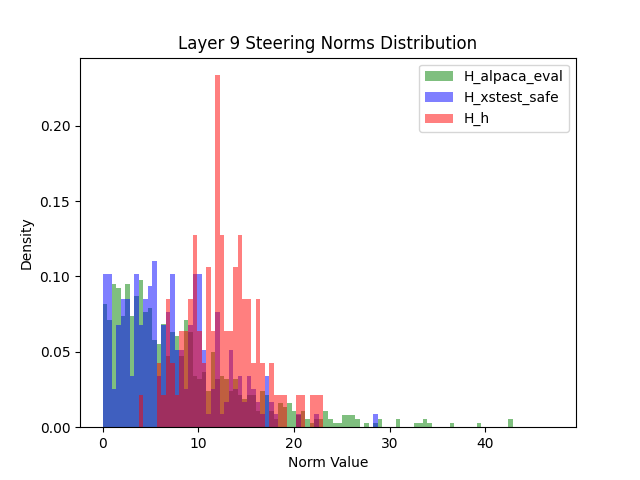 Layer 9 Steering Norms Distribution
H_alpaca_eval
H_xstest_safe
H_h
Density
0.20
0.15
0.10
0.05
0.00
0
10
20
30
40
Norm Value